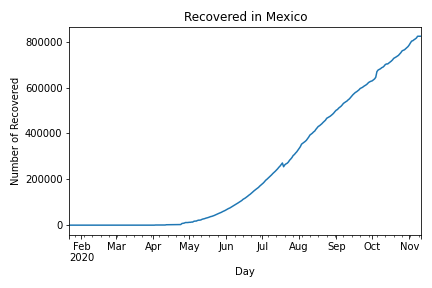 Recovered in Mexico
Number of Recovered
800000
600000
400000
200000
0
Feb Mar Apr May Jun Jul Aug Sep Oct Nov
2020
Day